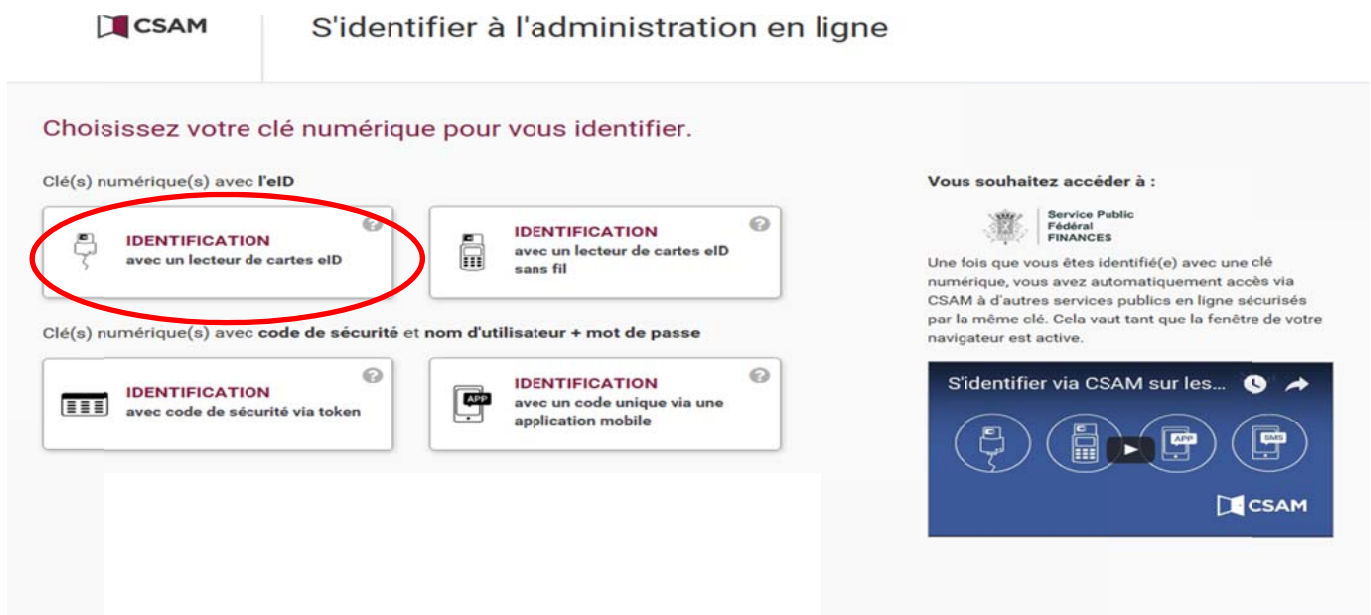 CSAM
S'identifier à l'administration en ligne
Choisissez votre clé numérique pour vous identifier.
Clé(s) numérique(s) avec l'eID
IDENTIFICATION
avec un lecteur de cartes eID
IDENTIFICATION
avec un lecteur de cartes eID
sans fil
Clé(s) numérique(s) avec code de sécurité et nom d'utilisateur + mot de passe
IDENTIFICATION
avec code de sécurité via token
APP
IDENTIFICATION
avec un code unique via une
application mobile
Vous souhaitez accéder à :
Service Public
Fédéral
FINANCES
Une fois que vous êtes identifié(e) avec une clé
numérique, vous avez automatiquement accès via
CSAM à d'autres services publics en ligne sécurisés
par la même clé. Cela vaut tant que la fenêtre de votre
navigateur est active.
S'identifier via CSAM sur les...
APP
SMS
CSAM